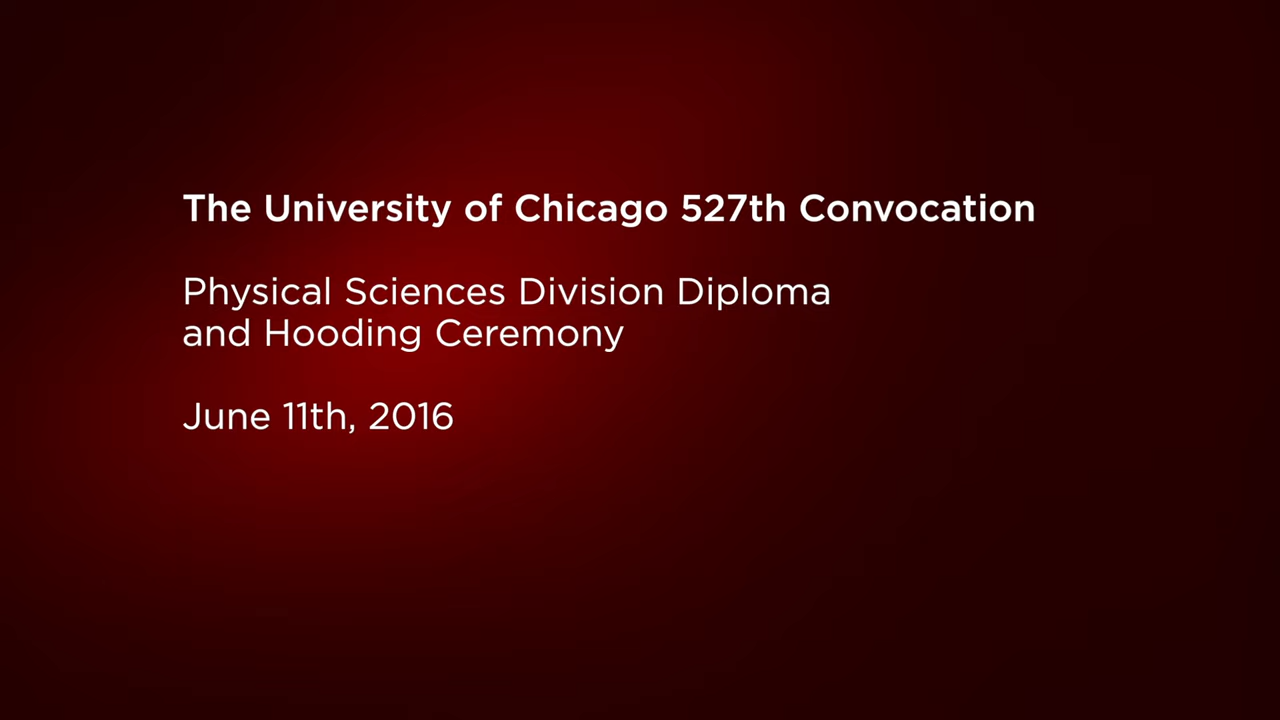 The University of Chicago 527th Convocation
Physical Sciences Division Diploma
and Hooding Ceremony
June 11th, 2016